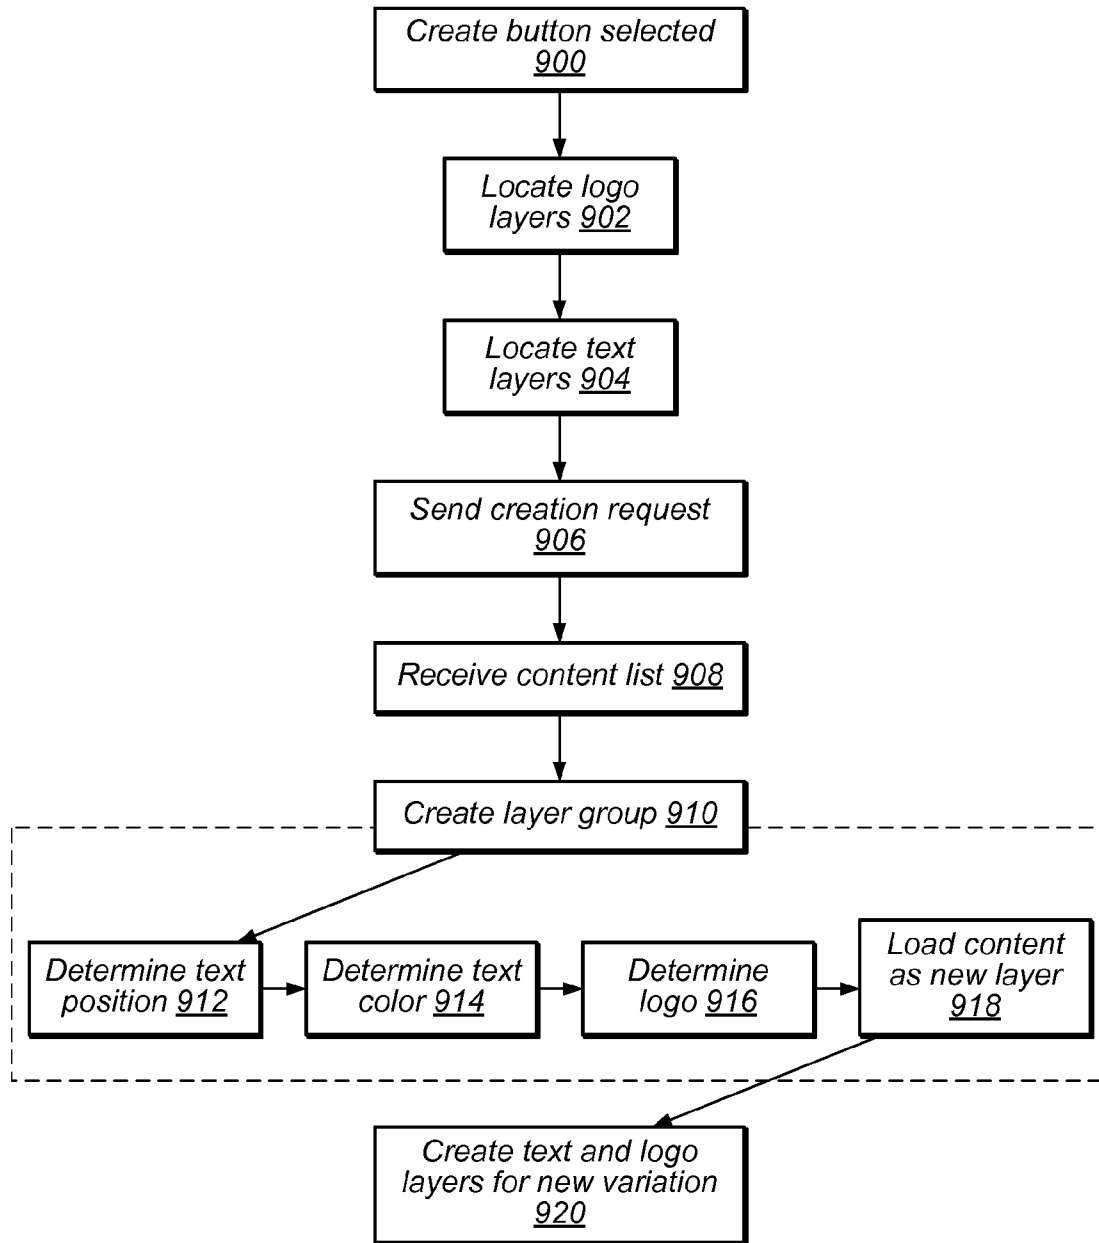 Create button selected
900
Locate logo
layers 902
Locate text
layers 904
Send creation request
906
Receive content list 908
Create layer group 910
Determine text
position 912
Determine text
color 914
Determine
logo 916
Load content
as new layer
918
Create text and logo
layers for new variation
920